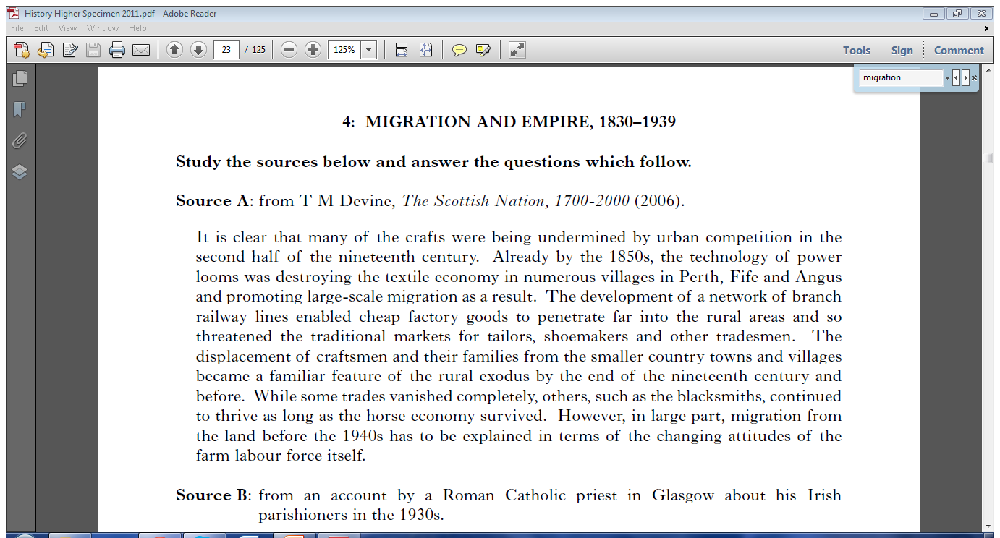 History Higher Specimen 2011.pdf - Adobe Reader
File Edit View Window Help
23 / 125 125% Tools Sign Comment
migration
4: MIGRATION AND EMPIRE, 1830–1939
Study the sources below and answer the questions which follow.
Source A: from T M Devine, The Scottish Nation, 1700-2000 (2006).
It is clear that many of the crafts were being undermined by urban competition in the
second half of the nineteenth century. Already by the 1850s, the technology of power
looms was destroying the textile economy in numerous villages in Perth, Fife and Angus
and promoting large-scale migration as a result. The development of a network of branch
railway lines enabled cheap factory goods to penetrate far into the rural areas and so
threatened the traditional markets for tailors, shoemakers and other tradesmen. The
displacement of craftsmen and their families from the smaller country towns and villages
became a familiar feature of the rural exodus by the end of the nineteenth century and
before. While some trades vanished completely, others, such as the blacksmiths, continued
to thrive as long as the horse economy survived. However, in large part, migration from
the land before the 1940s has to be explained in terms of the changing attitudes of the
farm labour force itself.
Source B: from an account by a Roman Catholic priest in Glasgow about his Irish
parishioners in the 1930s.